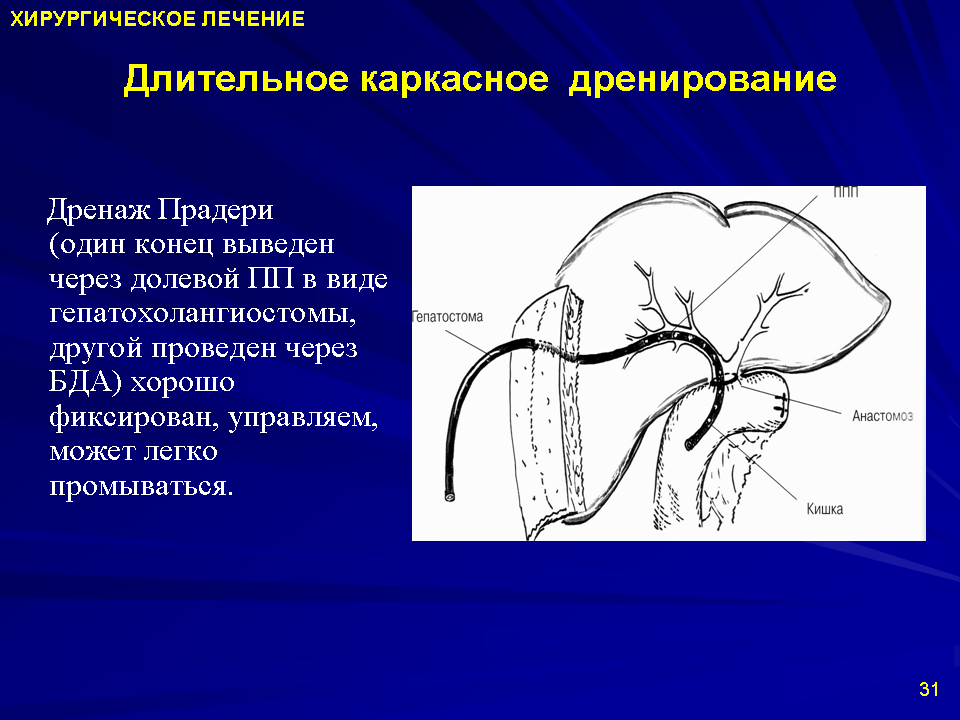 ХИРУРГИЧЕСКОЕ ЛЕЧЕНИЕ
Длительное каркасное дренирование
Дренаж Прадери
(один конец выведен
через долевой ПП в виде
гепатохолангиостомы,
другой проведен через
БДА) хорошо
фиксирован, управляем,
может легко
промываться.
ППП
Гепатостома
Анастомоз
Кишка
31